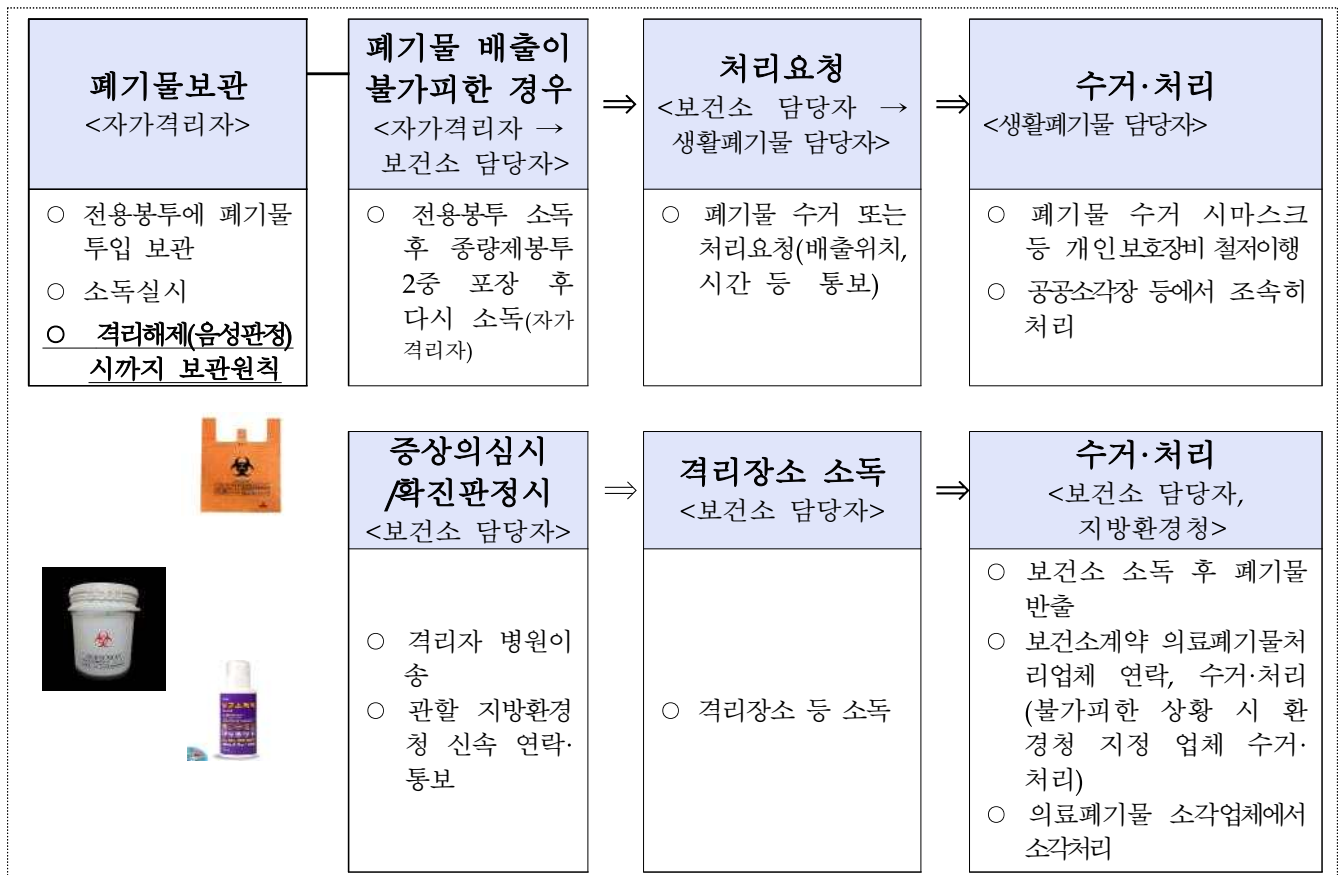 폐기물보관
<자가격리자>
○ 전용봉투에 폐기물
투입 보관
○ 소독실시
○ 격리해제(음성판정)
시까지 보관원칙
폐기물 배출이
불가피한 경우
<자가격리자 →
보건소 담당자>
○ 전용봉투 소독
후 종량제봉투
2중 포장 후
다시 소독(자가
격리자)
⇒
처리요청
<보건소 담당자 →
생활폐기물 담당자>
○ 폐기물 수거 또는
처리요청(배출위치,
시간 등 통보)
⇒
수거·처리
<생활폐기물 담당자>
○ 폐기물 수거 시마스크
등 개인보호장비 철저이행
○ 공공소각장 등에서 조속히
처리
증상의심시
/확진판정시
<보건소 담당자>
○ 격리자 병원이
송
○ 관할 지방환경
청 신속 연락·
통보
⇒
격리장소 소독
<보건소 담당자>
○ 격리장소 등 소독
⇒
수거·처리
<보건소 담당자,
지방환경청>
○ 보건소 소독 후 폐기물
반출
○ 보건소계약 의료폐기물처
리업체 연락, 수거·처리
(불가피한 상황 시 환
경청 지정 업체 수거·
처리)
○ 의료폐기물 소각업체에서
소각처리